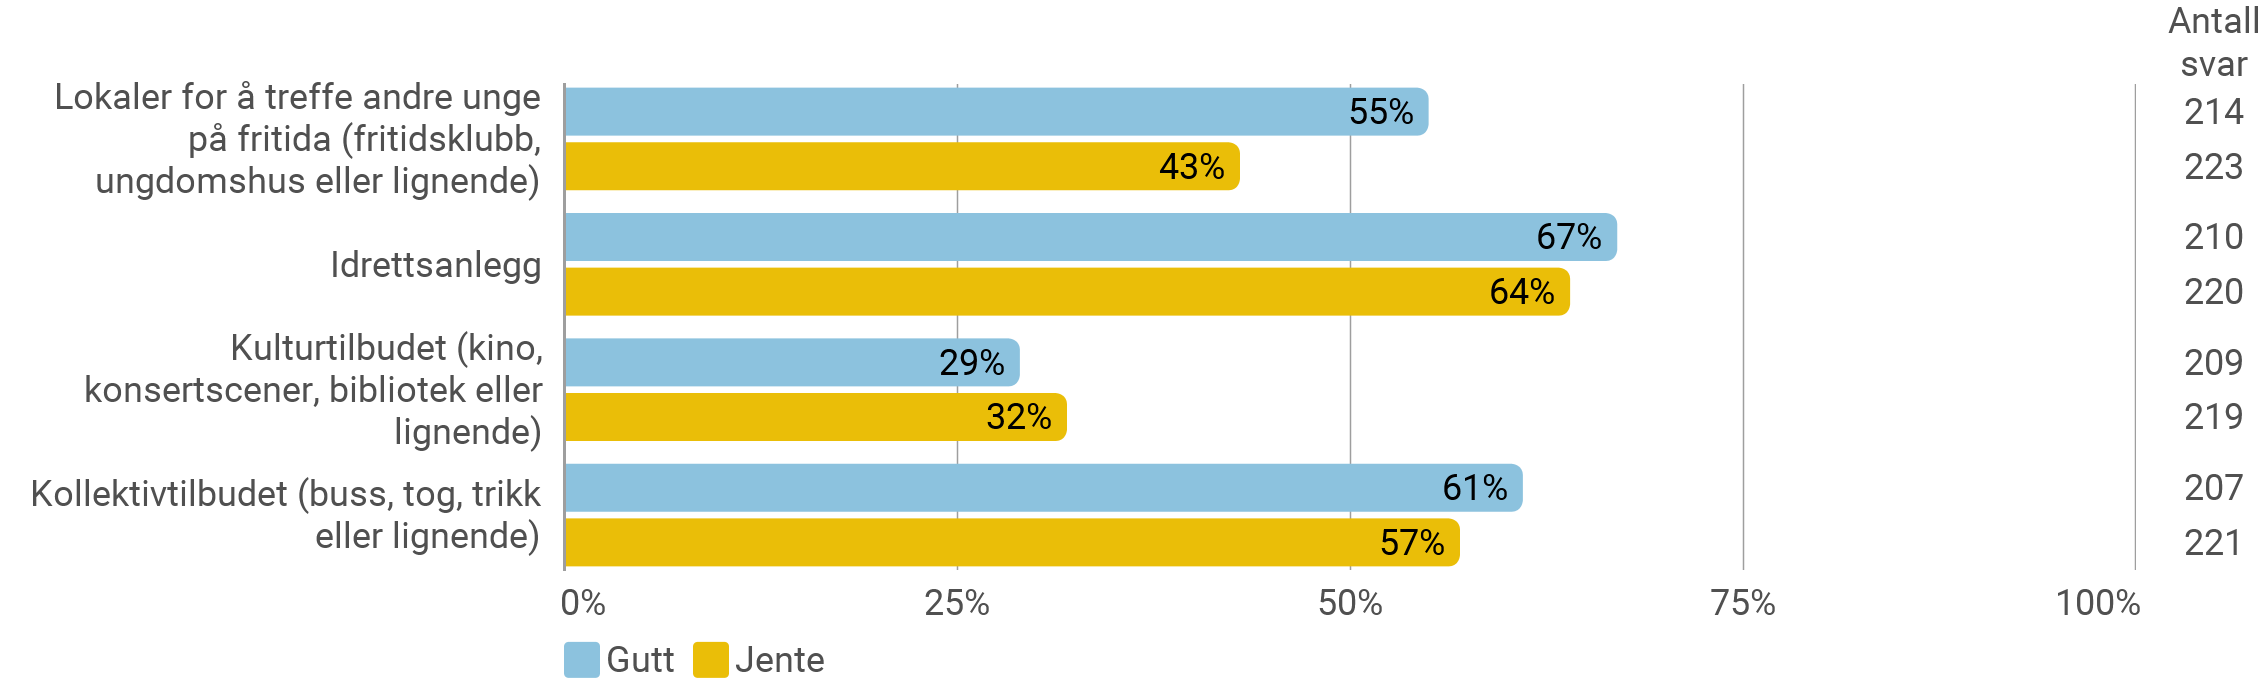 Antall
svar
Lokaler for å treffe andre unge
på fritida (fritidsklubb,
ungdomshus eller lignende)
55%
214
43%
223
Idrettsanlegg
67%
210
64%
220
Kulturtilbudet (kino,
konsertscener, bibliotek eller
lignende)
29%
209
32%
219
Kollektivtilbudet (buss, tog, trikk
eller lignende)
61%
207
57%
221
0% 25% 50% 75% 100%
Gutt Jente